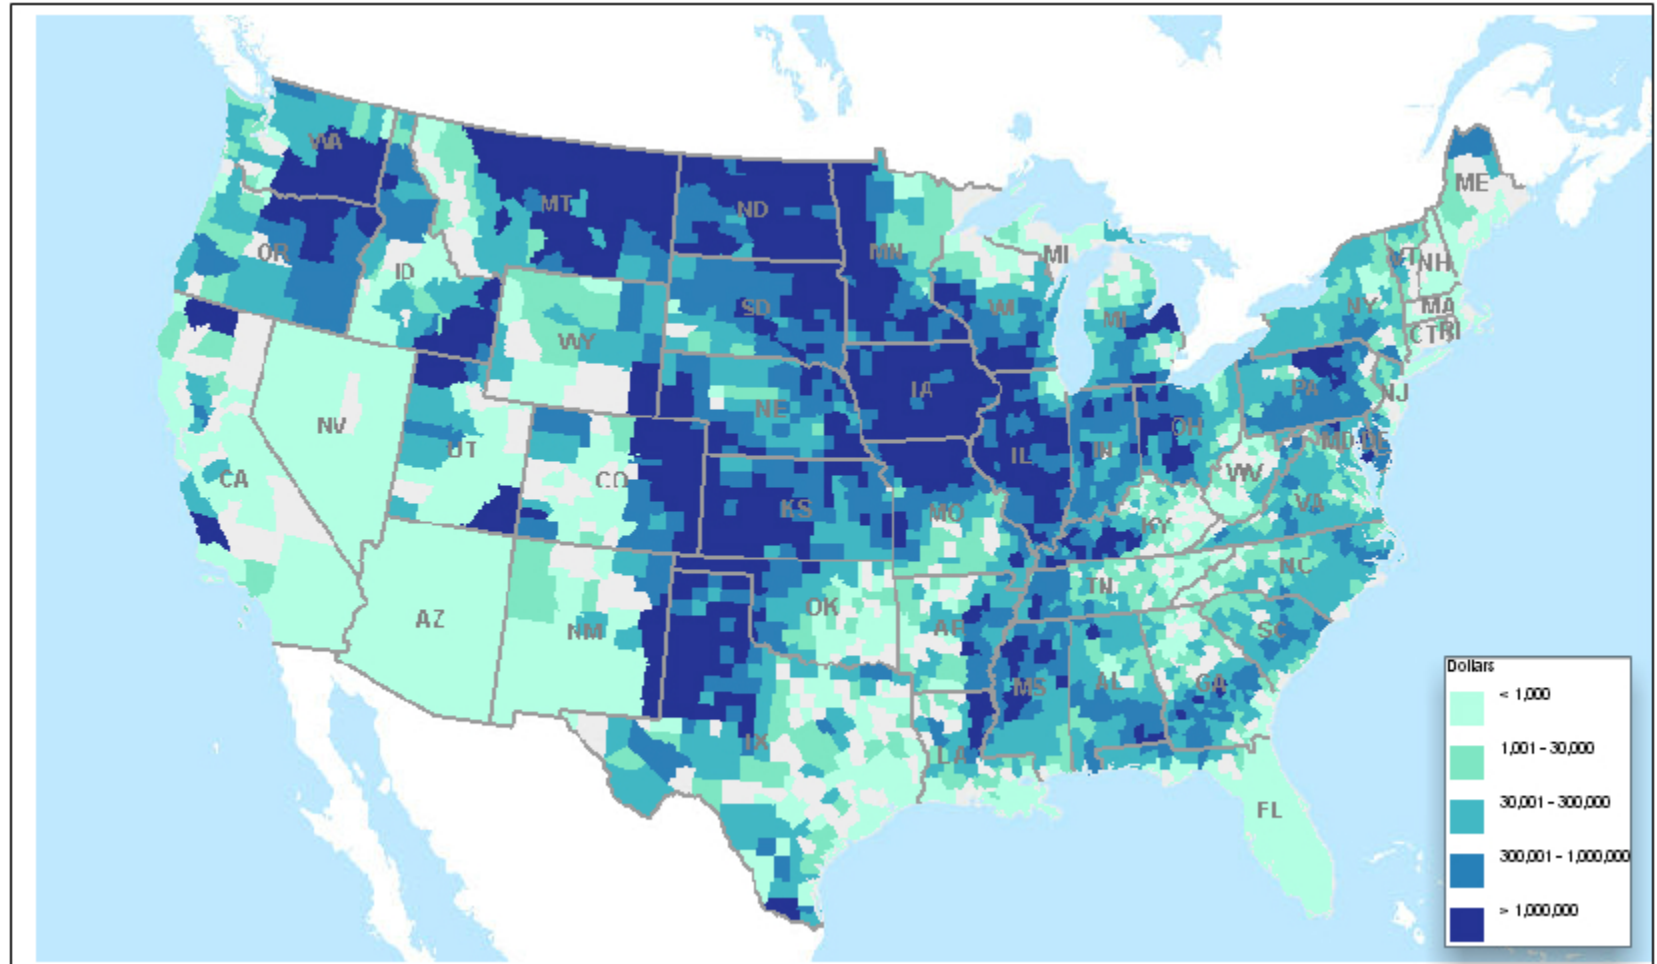 WA
ME
MT
ND
MN
OR
ID
MI
VT
NH
SD
WI
NY
MA
MI
CT
RI
WY
IA
PA
NJ
NE
NV
UT
OH
IL
IN
MD
DE
CA
CO
WV
KS
MO
VA
KY
NC
OK
TN
AZ
NM
AR
SC
MS
AL
GA
TX
LA
FL
Dollars
< 1,000
1,001 - 30,000
30,001 - 300,000
300,001 - 1,000,000
> 1,000,000